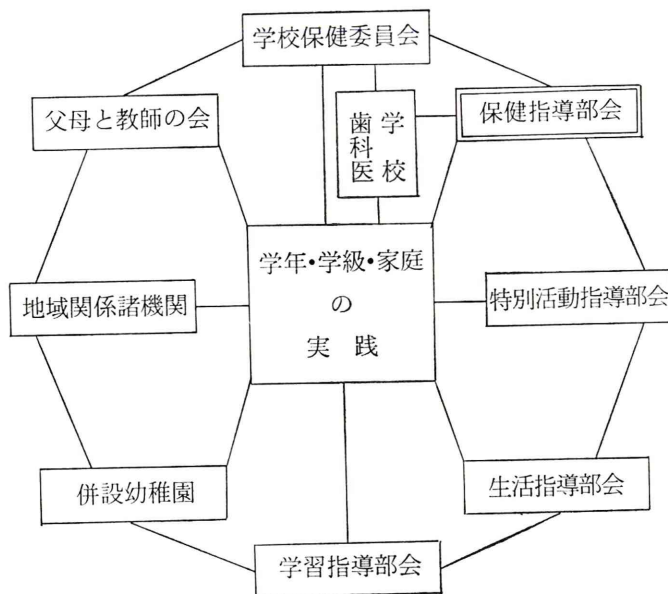 学校保健委員会
父母と教師の会
学校
歯科医
保健指導部会
学年・学級・家庭
の
実践
地域関係諸機関
特別活動指導部会
併設幼稚園
生活指導部会
学習指導部会